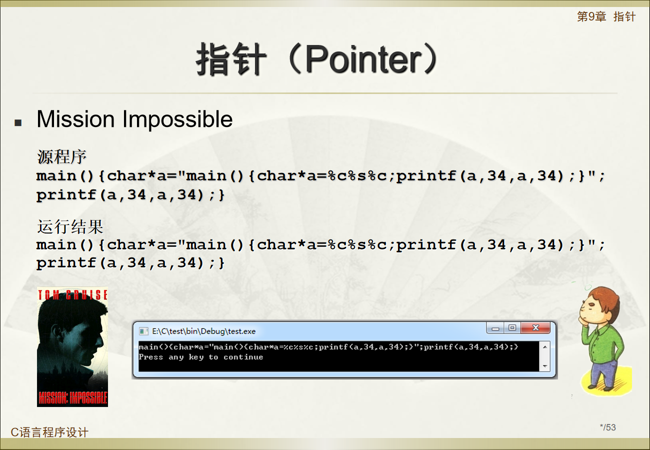 第9章 指针
指针（Pointer）
Mission Impossible
源程序
main(){char*a="main(){char*a=%c%s%c;printf(a,34,a,34);}";
printf(a,34,a,34);}
运行结果
main(){char*a="main(){char*a=%c%s%c;printf(a,34,a,34);}";
printf(a,34,a,34);}
TOM CRUISE
MISSION: IMPOSSIBLE
E:\C\test\bin\Debug\test.exe
main(){char*a="main(){char*a=%c%s%c;printf(a,34,a,34);}";printf(a,34,a,34);}
Press any key to continue
C语言程序设计
*/53